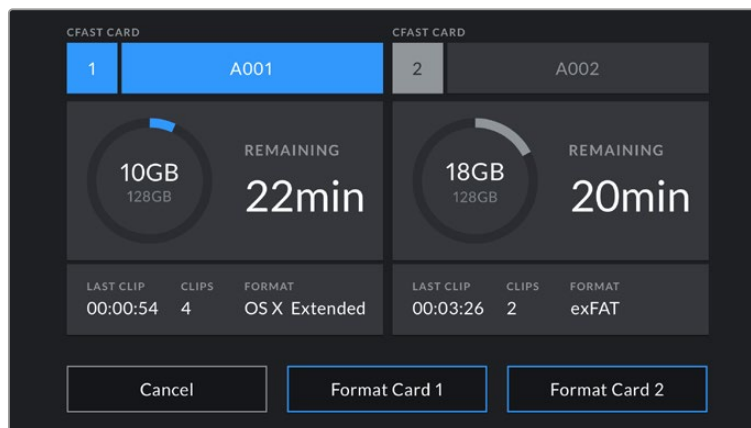 CFAST CARD
1 A001
10GB
128GB
REMAINING
22min
LAST CLIP CLIPS FORMAT
00:00:54 4 OS X Extended
CFAST CARD
2 A002
18GB
128GB
REMAINING
20min
LAST CLIP CLIPS FORMAT
00:03:26 2 exFAT
Cancel Format Card 1 Format Card 2